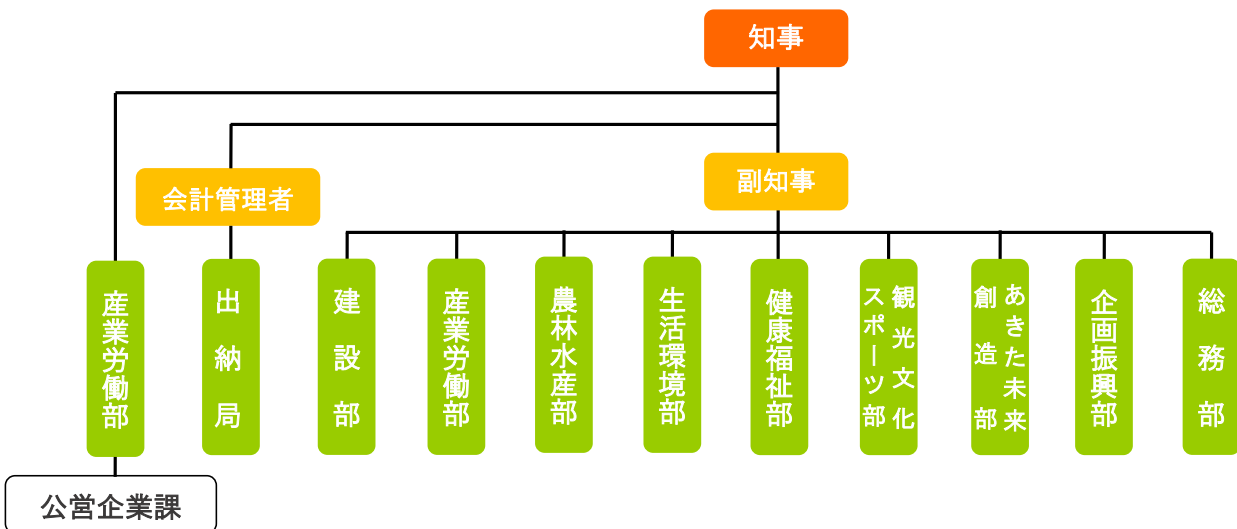 知事
会計管理者
副知事
産業労働部
出納局
建設部
産業労働部
農林水産部
生活環境部
健康福祉部
観光文化
スポーツ部
あきた未来
創造部
企画振興部
総務部
公営企業課